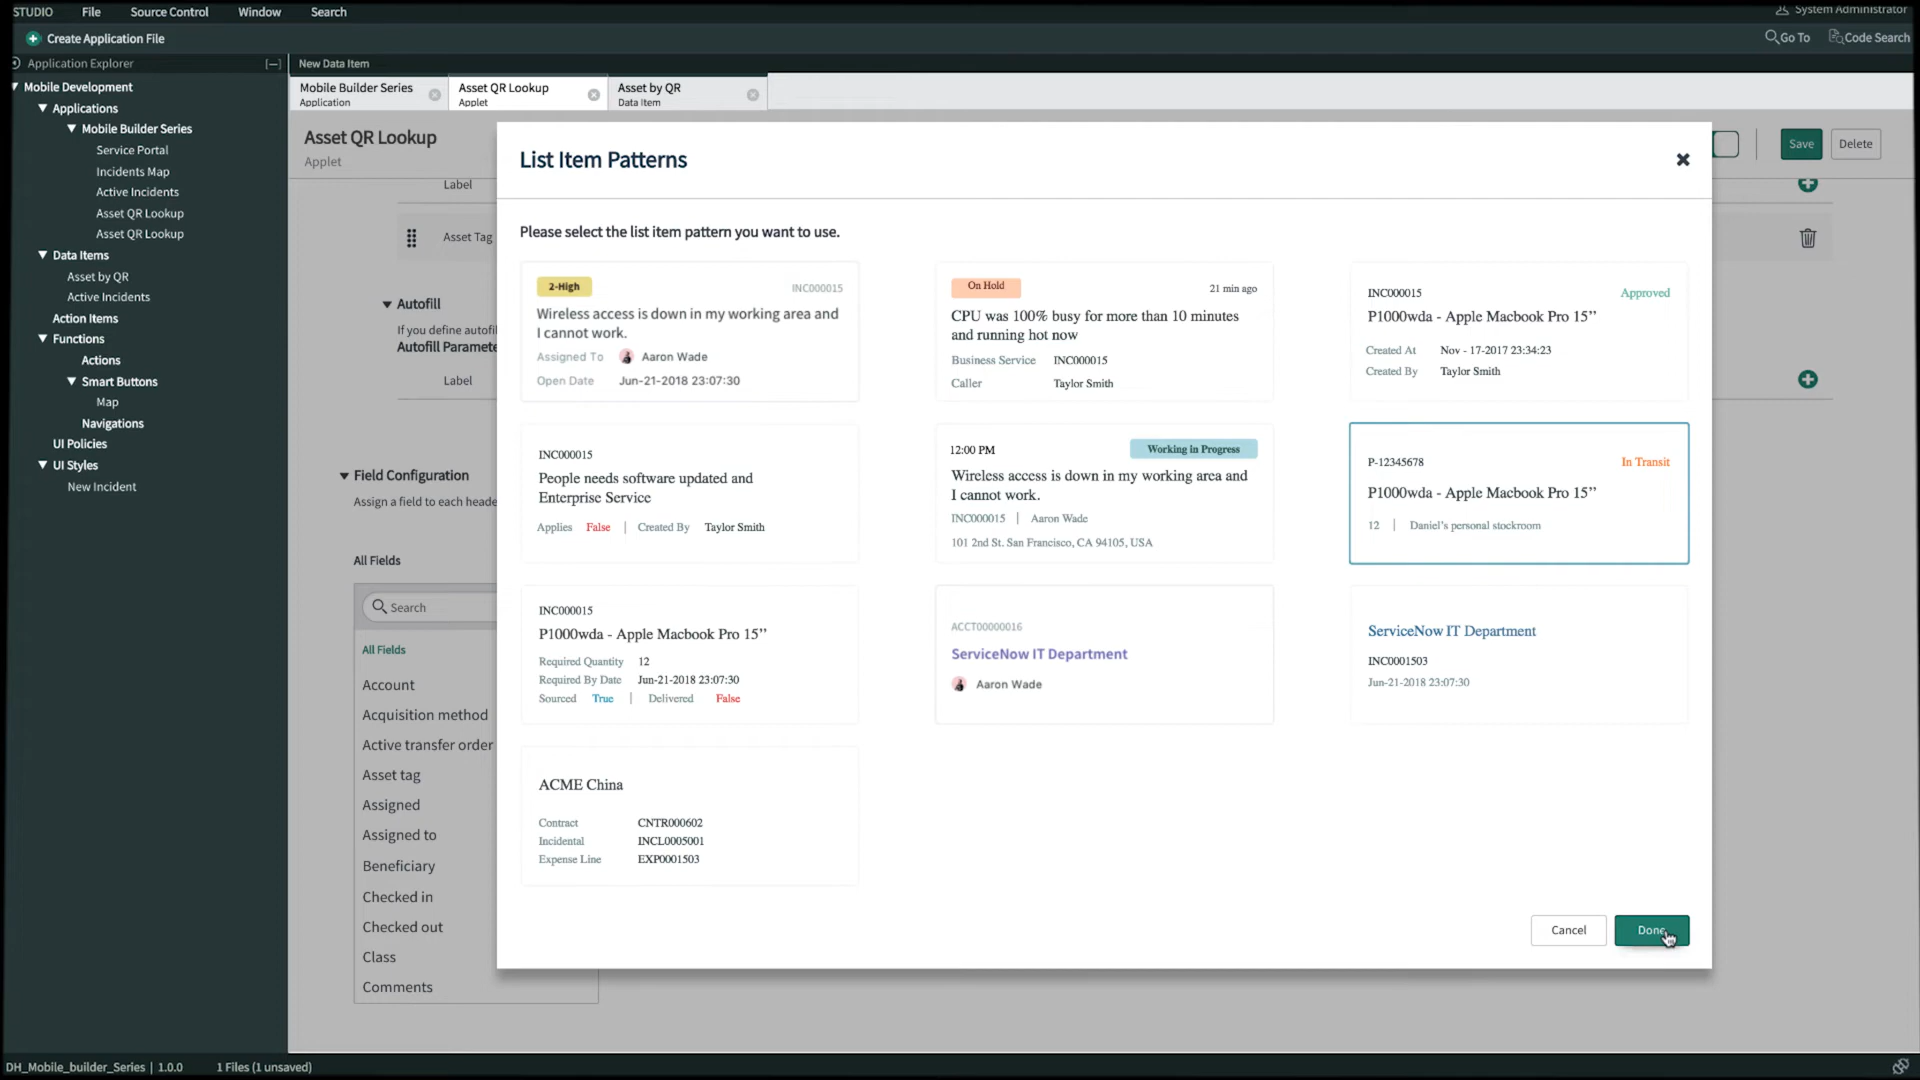 STUDIO File Source Control Window Search System Administrator
Create Application File Go To Code Search
Application Explorer [—] New Data Item
Mobile Development
Applications
Mobile Builder Series
Service Portal
Incidents Map
Active Incidents
Asset QR Lookup
Asset QR Lookup
Data Items
Asset by QR
Active Incidents
Action Items
Functions
Actions
Smart Buttons
Map
Navigations
UI Policies
UI Styles
New Incident
Mobile Builder Series
Application
Asset QR Lookup
Applet
Asset by QR
Data Item
Asset QR Lookup
Applet
Save Delete
Label
Asset Tag
Autofill
If you define autofil
Autofill Paramete
Label
Field Configuration
Assign a field to each heade
All Fields
Search
All Fields
Account
Acquisition method
Active transfer order
Asset tag
Assigned
Assigned to
Beneficiary
Checked in
Checked out
Class
Comments
List Item Patterns
Please select the list item pattern you want to use.
2-High INC000015
Wireless access is down in my working area and
I cannot work.
Assigned To Aaron Wade
Open Date Jun-21-2018 23:07:30
On Hold 21 min ago
CPU was 100% busy for more than 10 minutes
and running hot now
Business Service INC000015
Caller Taylor Smith
INC000015 Approved
P1000wda - Apple Macbook Pro 15’’
Created At Nov - 17-2017 23:34:23
Created By Taylor Smith
INC000015
People needs software updated and
Enterprise Service
Applies False | Created By Taylor Smith
12:00 PM Working in Progress
Wireless access is down in my working area and
I cannot work.
INC000015 | Aaron Wade
101 2nd St. San Francisco, CA 94105, USA
P-12345678 In Transit
P1000wda - Apple Macbook Pro 15’’
12 | Daniel’s personal stockroom
INC000015
P1000wda - Apple Macbook Pro 15’’
Required Quantity 12
Required By Date Jun-21-2018 23:07:30
Sourced True | Delivered False
ACCT00000016
ServiceNow IT Department
Aaron Wade
ServiceNow IT Department
INC0001503
Jun-21-2018 23:07:30
ACME China
Contract CNTR000602
Incidental INCL0005001
Expense Line EXP0001503
Cancel Done
DH_Mobile_builder_Series | 1.0.0 1 Files (1 unsaved)